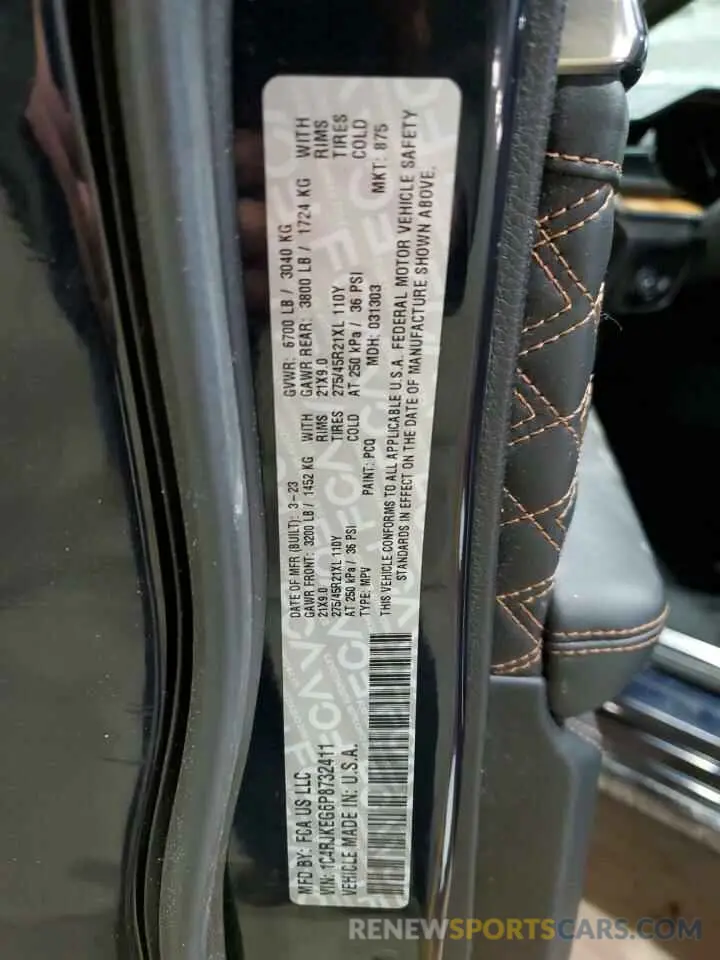 MFD BY: FCA US LLC
DATE OF MFR (BUILT): 3-23
GVWR: 6700 LB / 3040 KG
VIN: 1C4RJKEG6P8732411
GAWR FRONT: 3200 LB / 1452 KG WITH
21X9.0 RIMS
275/45R21XL 110Y TIRES
AT 250 kPa / 36 PSI COLD
GAWR REAR: 3800 LB / 1724 KG WITH
21X9.0 RIMS
275/45R21XL 110Y TIRES
AT 250 kPa / 36 PSI COLD
VEHICLE MADE IN: U.S.A.
TYPE: MPV
PAINT: PCQ
MDH: 031303
MKT: 875
THIS VEHICLE CONFORMS TO ALL APPLICABLE U.S.A. FEDERAL MOTOR VEHICLE SAFETY
STANDARDS IN EFFECT ON THE DATE OF MANUFACTURE SHOWN ABOVE.
RENEWSPORTSCARS.COM